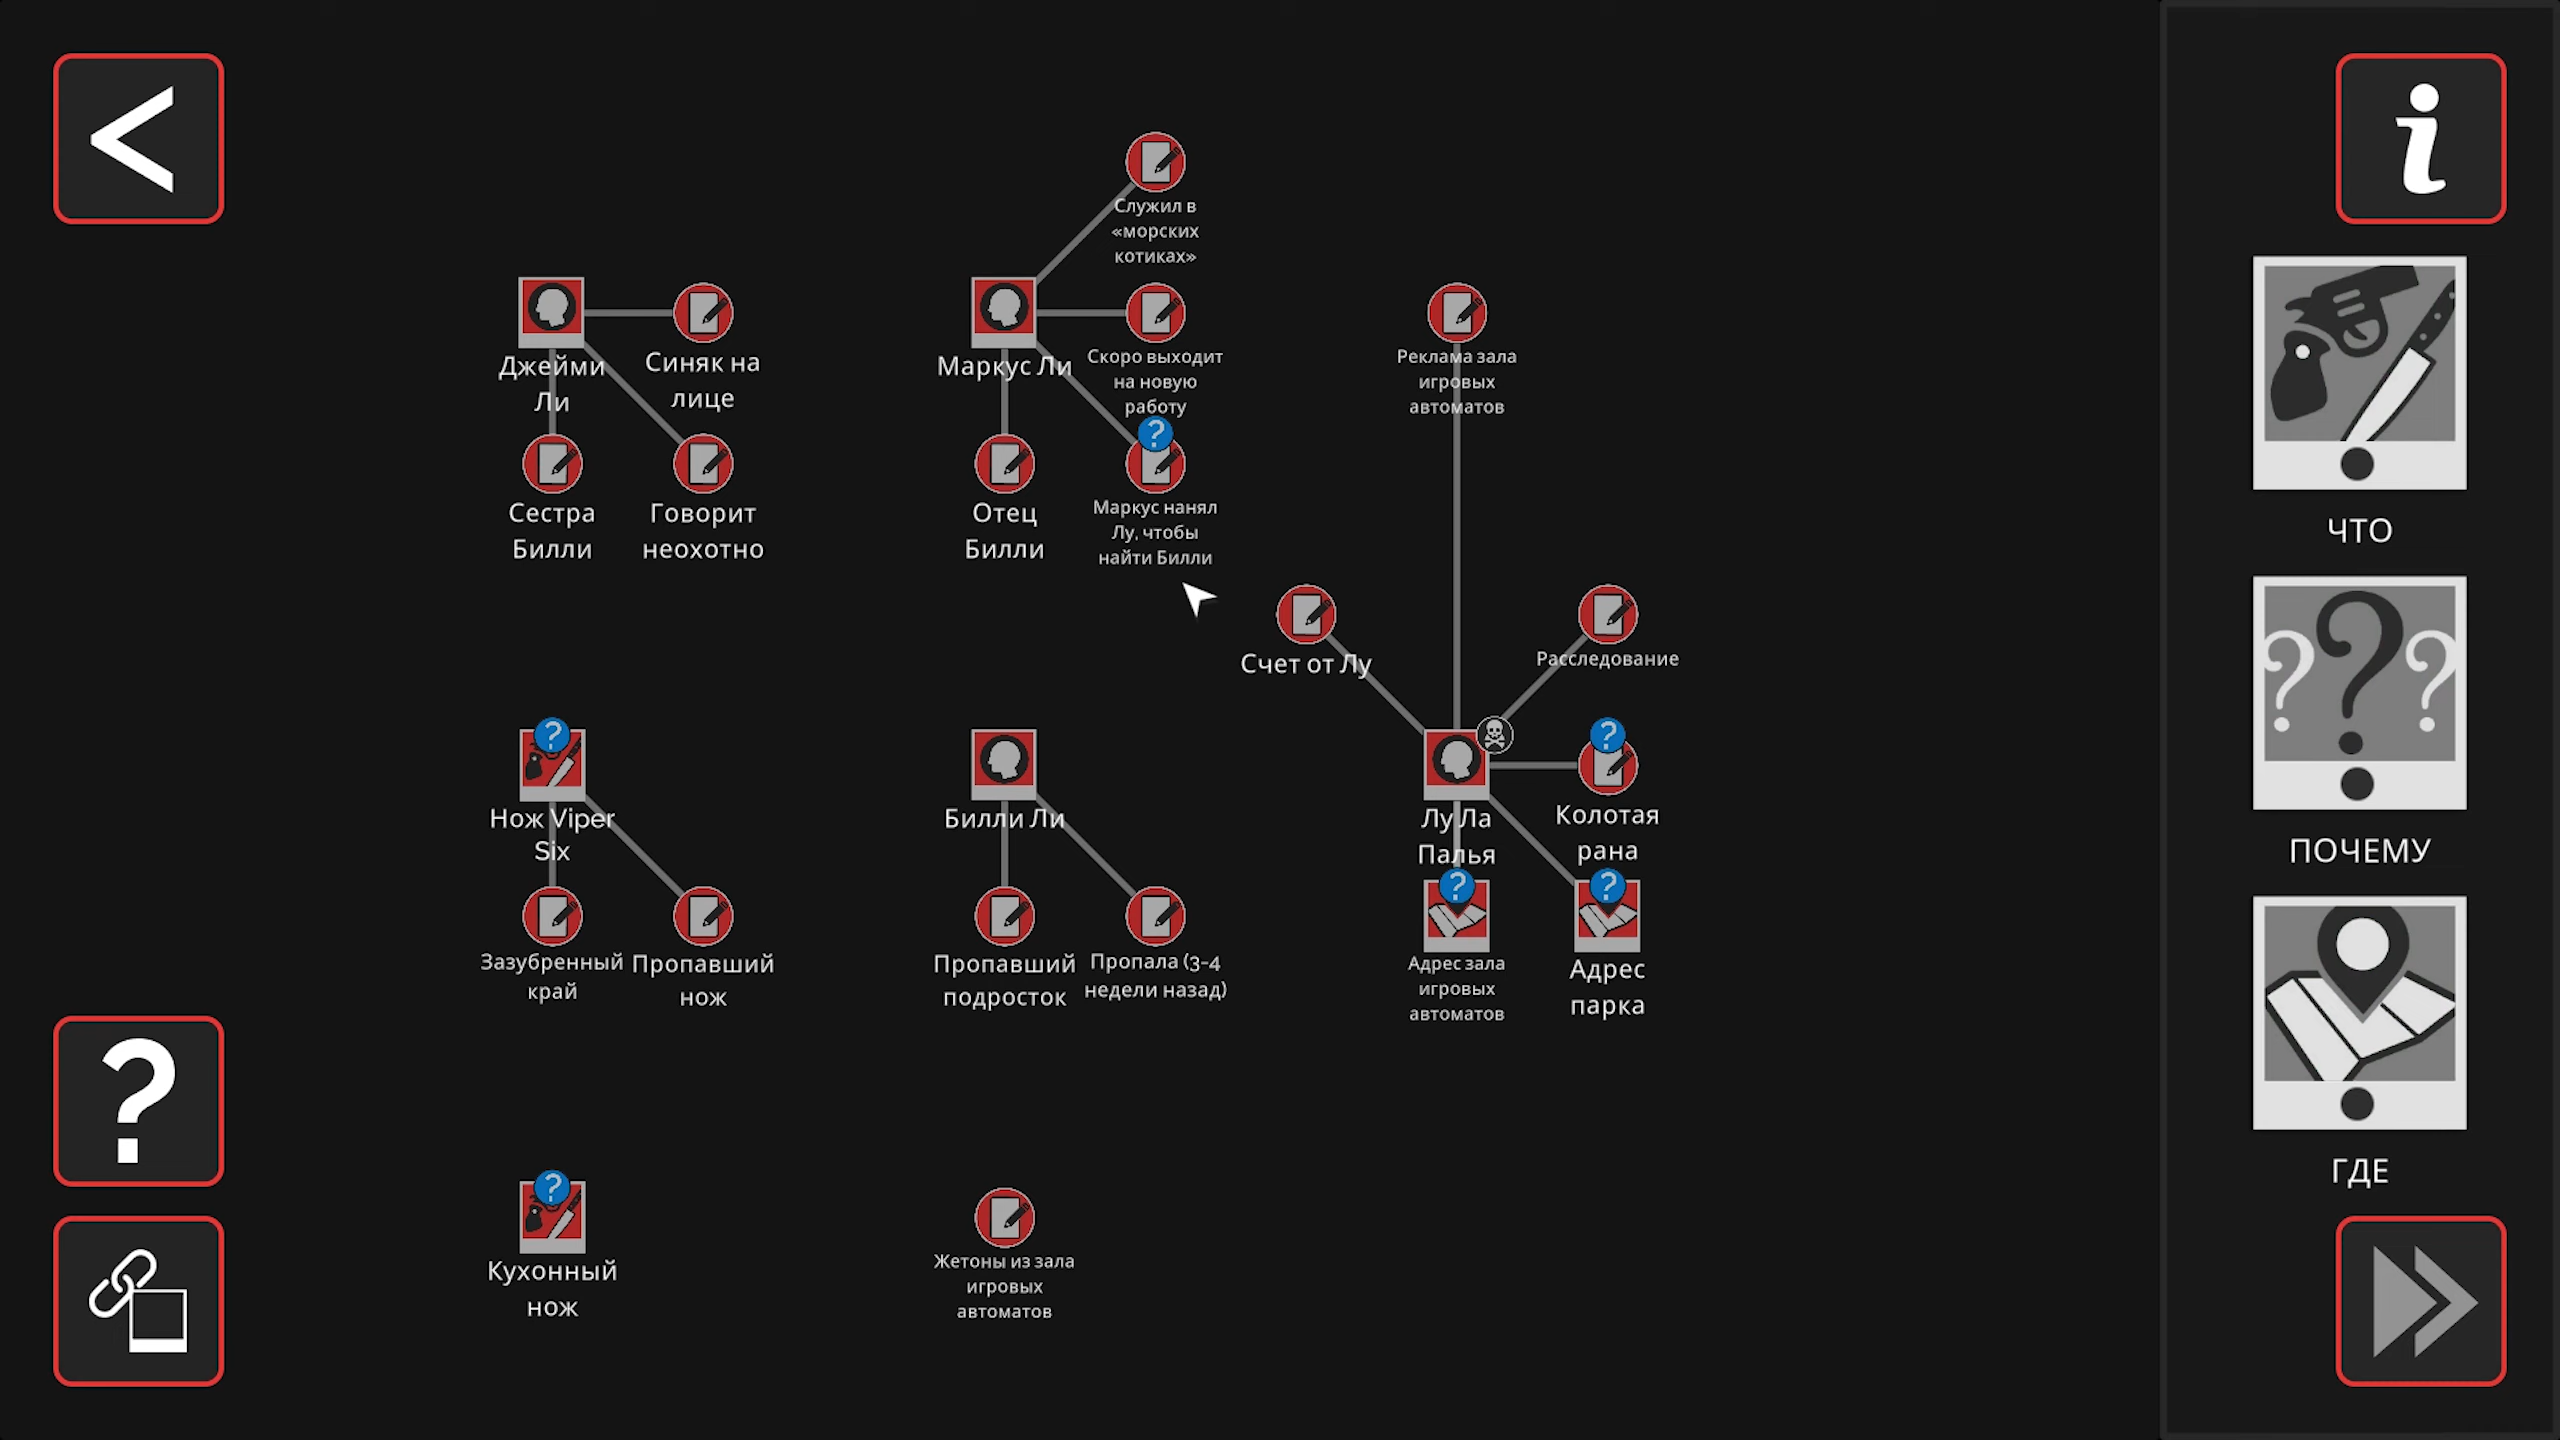 Служил в
«морских
котиках»
Джейми
Ли
Синяк на
лице
Маркус Ли
Скоро выходит
на новую
работу
Реклама зала
игровых
автоматов
Сестра
Билли
Говорит
неохотно
Отец
Билли
Маркус нанял
Лу, чтобы
найти Билли
ЧТО
Счет от Лу
Расследование
Нож Viper
Six
Билли Ли
Лу Ла
Палья
Колотая
рана
ПОЧЕМУ
Зазубренный
край
Пропавший
нож
Пропавший
подросток
Пропала (3-4
недели назад)
Адрес зала
игровых
автоматов
Адрес
парка
ГДЕ
Кухонный
нож
Жетоны из зала
игровых
автоматов